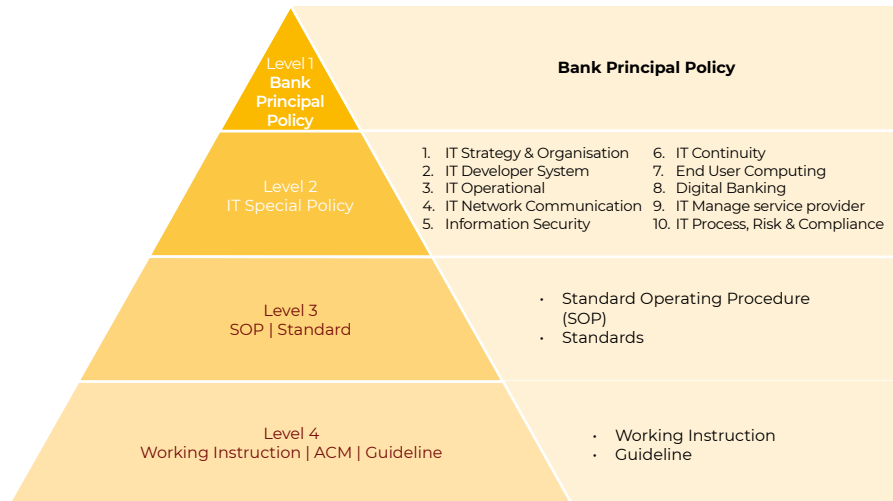 Level 1
Bank
Principal
Policy
Bank Principal Policy
Level 2
IT Special Policy
1. IT Strategy & Organisation
2. IT Developer System
3. IT Operational
4. IT Network Communication
5. Information Security
6. IT Continuity
7. End User Computing
8. Digital Banking
9. IT Manage service provider
10. IT Process, Risk & Compliance
Level 3
SOP | Standard
• Standard Operating Procedure
(SOP)
• Standards
Level 4
Working Instruction | ACM | Guideline
• Working Instruction
• Guideline